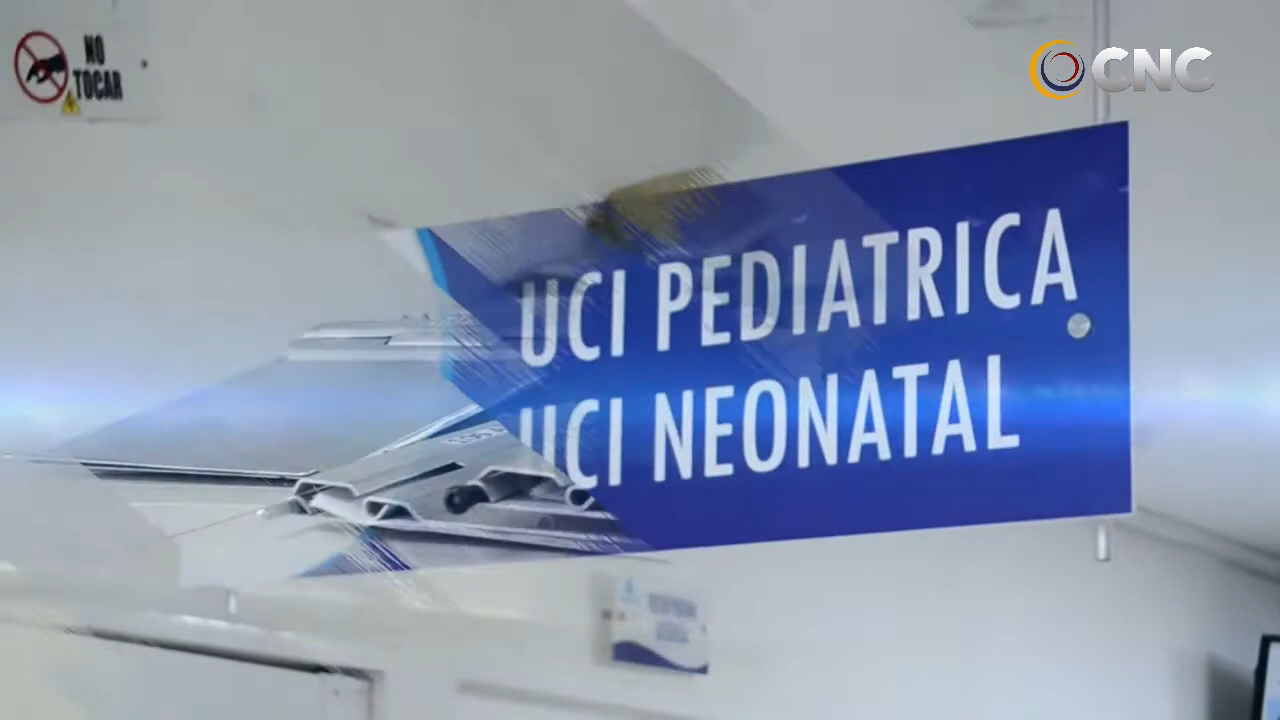 NO
TOCAR
CNC
UCI PEDIATRICA
UCI NEONATAL